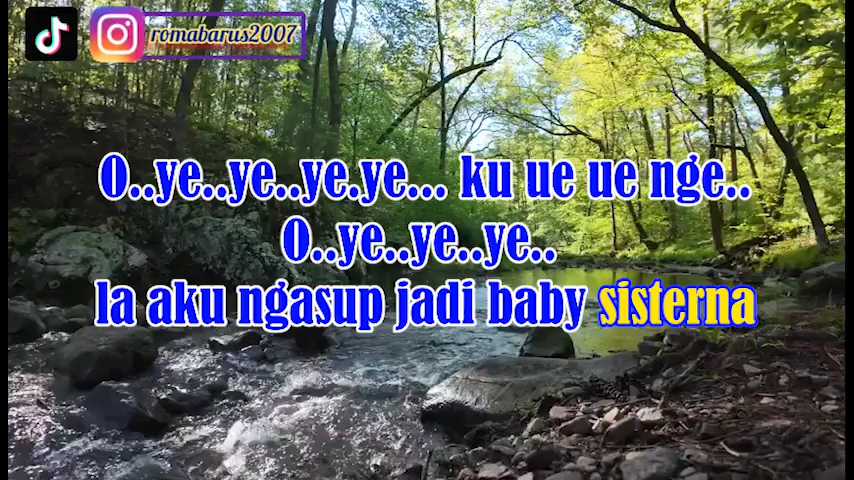 romabarus2007
O..ye..ye..ye.ye... ku ue ue nge..
O..ye..ye..ye..
la aku ngasup jadi baby sisterna